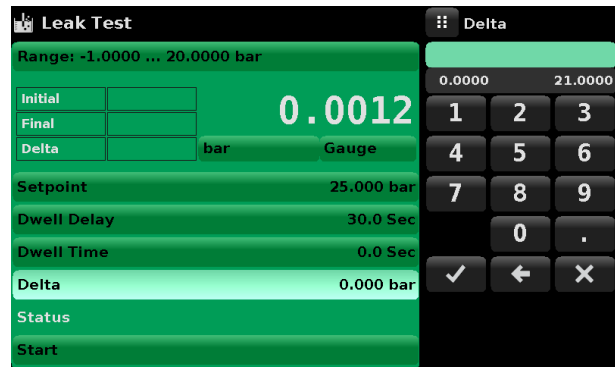 Leak Test
Range: -1.0000 ... 20.0000 bar
Initial
Final
Delta
0.0012
bar Gauge
Setpoint 25.000 bar
Dwell Delay 30.0 Sec
Dwell Time 0.0 Sec
Delta 0.000 bar
Status
Start
Delta
0.0000 21.0000
1 2 3
4 5 6
7 8 9
0 .